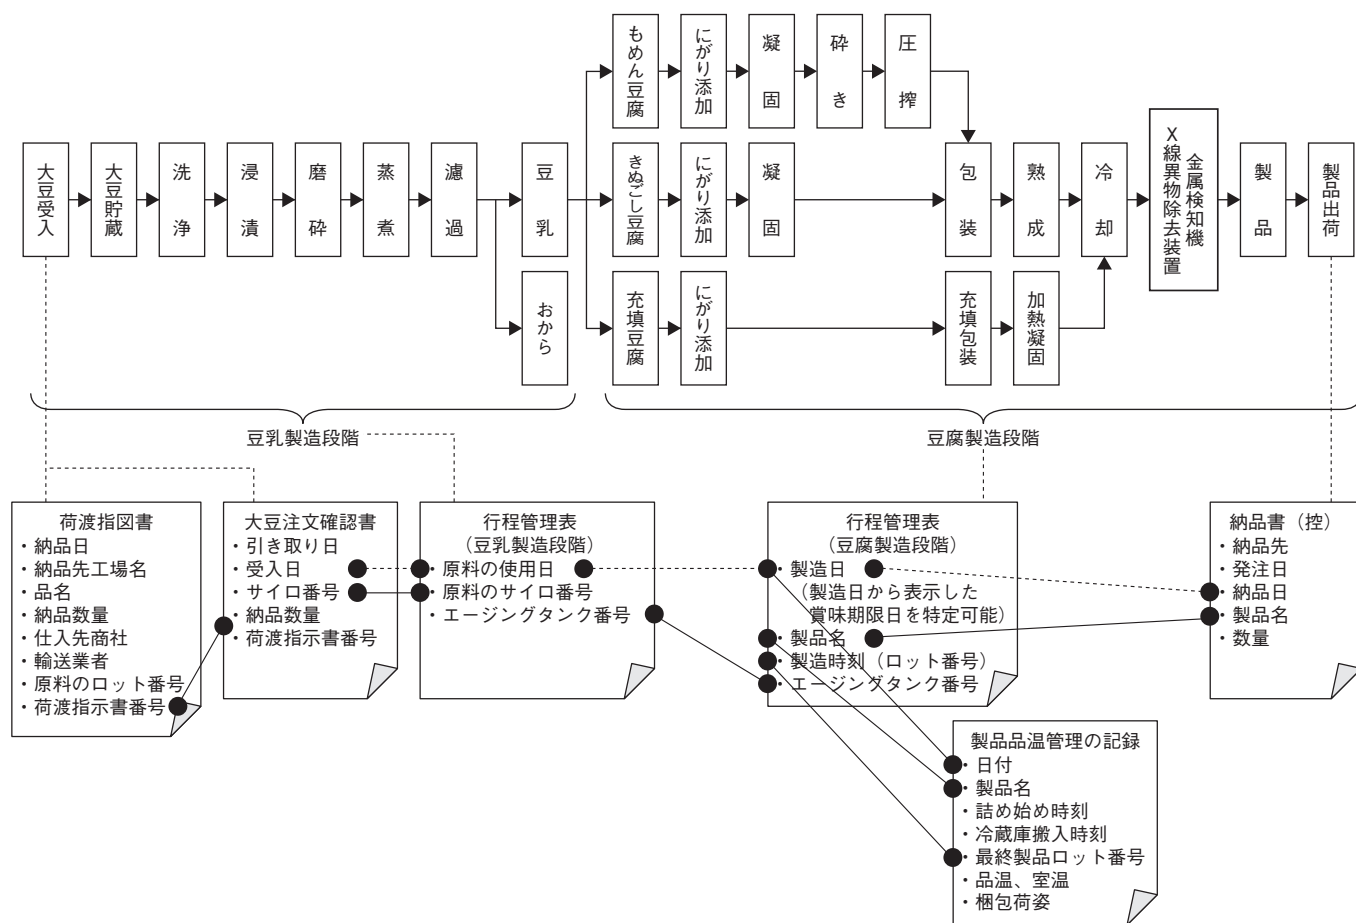 もめん豆腐
にがり添加
凝固
砕き
圧搾
大豆受入
大豆貯蔵
洗浄
浸漬
磨砕
蒸煮
濾過
豆乳
きぬごし豆腐
にがり添加
凝固
包装
熟成
冷却
金属検知機
X線異物除去装置
製品
製品出荷
おから
充填豆腐
にがり添加
充填包装
加熱凝固
豆乳製造段階
豆腐製造段階
荷渡指図書
・納品日
・納品先工場名
・品名
・納品数量
・仕入先商社
・輸送業者
・原料のロット番号
・荷渡指示書番号
大豆注文確認書
・引き取り日
・受入日
・サイロ番号
・納品数量
・荷渡指示書番号
行程管理表
（豆乳製造段階）
・原料の使用日
・原料のサイロ番号
・エージングタンク番号
行程管理表
（豆腐製造段階）
・製造日
（製造日から表示した
賞味期限日を特定可能）
・製品名
・製造時刻（ロット番号）
・エージングタンク番号
納品書（控）
・納品先
・発注日
・納品日
・製品名
・数量
製品品温管理の記録
・日付
・製品名
・詰め始め時刻
・冷蔵庫搬入時刻
・最終製品ロット番号
・品温、室温
・梱包荷姿